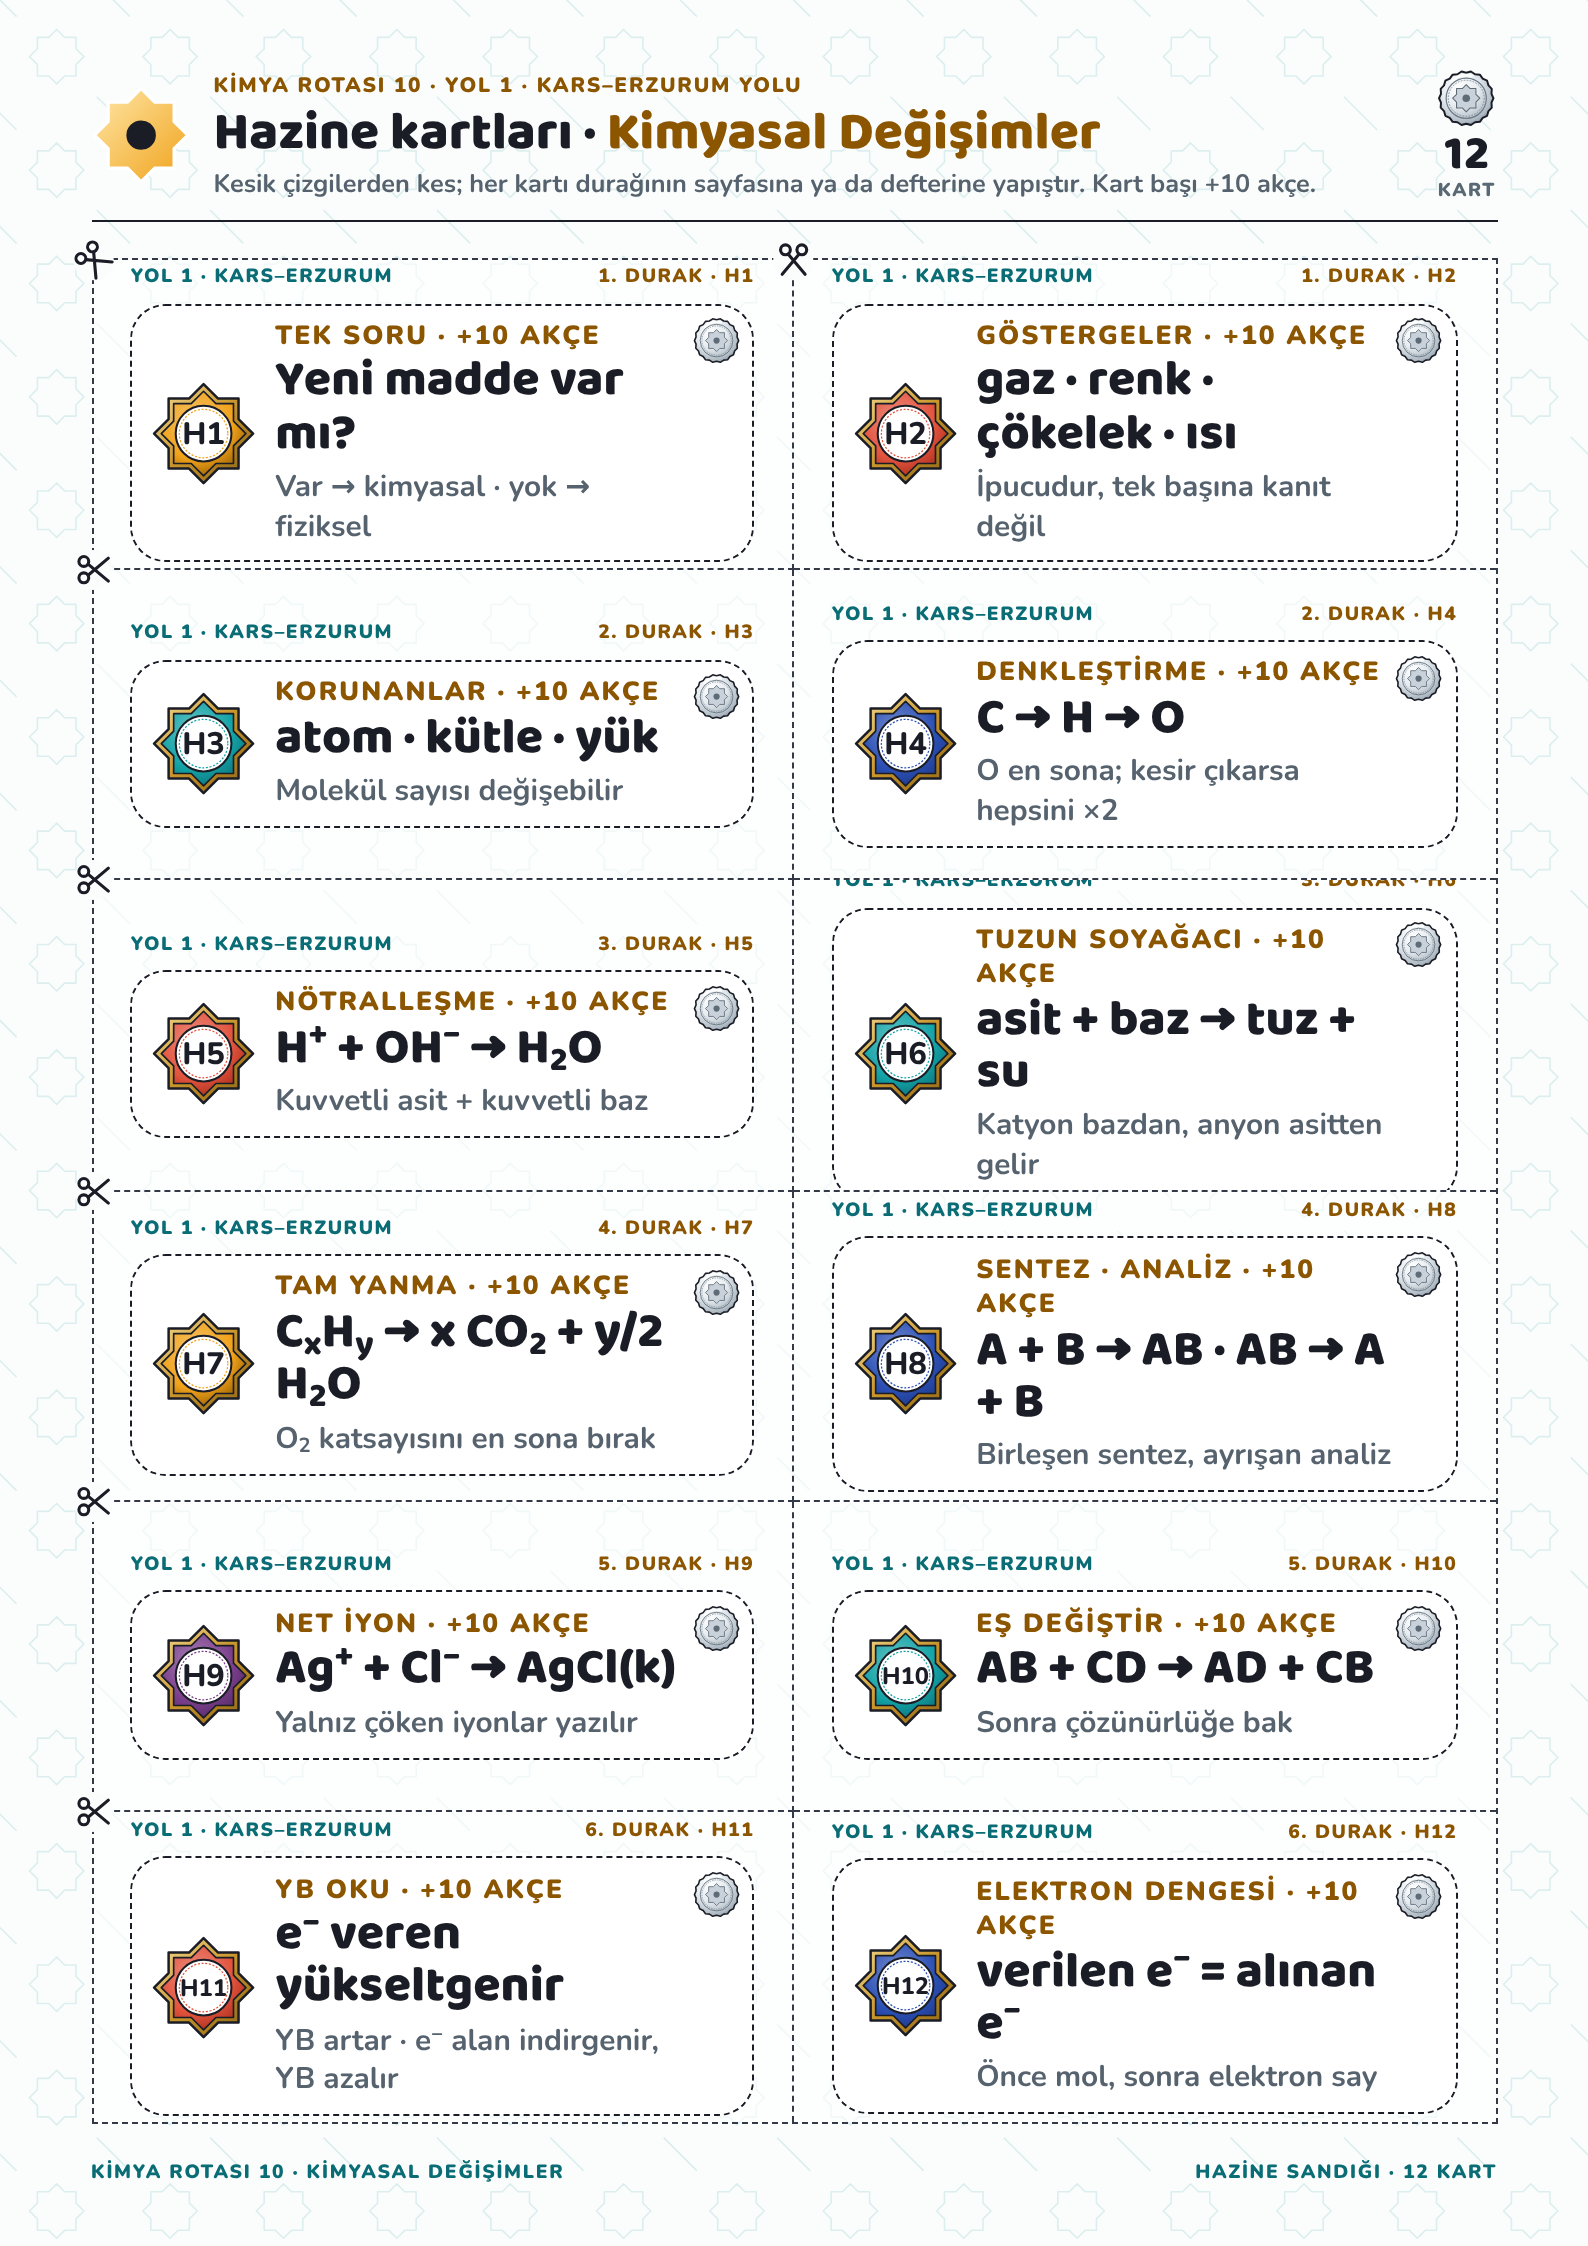 KİMYA ROTASI 10 · YOL 1 · KARS–ERZURUM YOLU
Hazine kartları · Kimyasal Değişimler
Kesik çizgilerden kes; her kartı durağının sayfasına ya da defterine yapıştır. Kart başı +10 akçe.
12
KART
YOL 1 · KARS–ERZURUM
1. DURAK · H1
TEK SORU · +10 AKÇE
H1
Yeni madde var
mı?
Var → kimyasal · yok →
fiziksel
YOL 1 · KARS–ERZURUM
1. DURAK · H2
GÖSTERGELER · +10 AKÇE
H2
gaz · renk ·
çökelek · ısı
İpucudur, tek başına kanıt
değil
YOL 1 · KARS–ERZURUM
2. DURAK · H3
KORUNANLAR · +10 AKÇE
H3
atom · kütle · yük
Molekül sayısı değişebilir
YOL 1 · KARS–ERZURUM
2. DURAK · H4
DENKLEŞTİRME · +10 AKÇE
H4
C → H → O
O en sona; kesir çıkarsa
hepsini ×2
YOL 1 · KARS–ERZURUM
3. DURAK · H5
NÖTRALLEŞME · +10 AKÇE
H5
H⁺ + OH⁻ → H₂O
Kuvvetli asit + kuvvetli baz
YOL 1 · KARS–ERZURUM
3. DURAK · H6
TUZUN SOYAĞACI · +10
AKÇE
H6
asit + baz → tuz +
su
Katyon bazdan, anyon asitten
gelir
YOL 1 · KARS–ERZURUM
4. DURAK · H7
TAM YANMA · +10 AKÇE
H7
CₓHᵧ → x CO₂ + y/2
H₂O
O₂ katsayısını en sona bırak
YOL 1 · KARS–ERZURUM
4. DURAK · H8
SENTEZ · ANALİZ · +10
AKÇE
H8
A + B → AB · AB → A
+ B
Birleşen sentez, ayrışan analiz
YOL 1 · KARS–ERZURUM
5. DURAK · H9
NET İYON · +10 AKÇE
H9
Ag⁺ + Cl⁻ → AgCl(k)
Yalnız çöken iyonlar yazılır
YOL 1 · KARS–ERZURUM
5. DURAK · H10
EŞ DEĞİŞTİR · +10 AKÇE
H10
AB + CD → AD + CB
Sonra çözünürlüğe bak
YOL 1 · KARS–ERZURUM
6. DURAK · H11
YB OKU · +10 AKÇE
H11
e⁻ veren
yükseltgenir
YB artar · e⁻ alan indirgenir,
YB azalır
YOL 1 · KARS–ERZURUM
6. DURAK · H12
ELEKTRON DENGESİ · +10
AKÇE
H12
verilen e⁻ = alınan
e⁻
Önce mol, sonra elektron say
KİMYA ROTASI 10 · KİMYASAL DEĞİŞİMLER
HAZİNE SANDIĞI · 12 KART